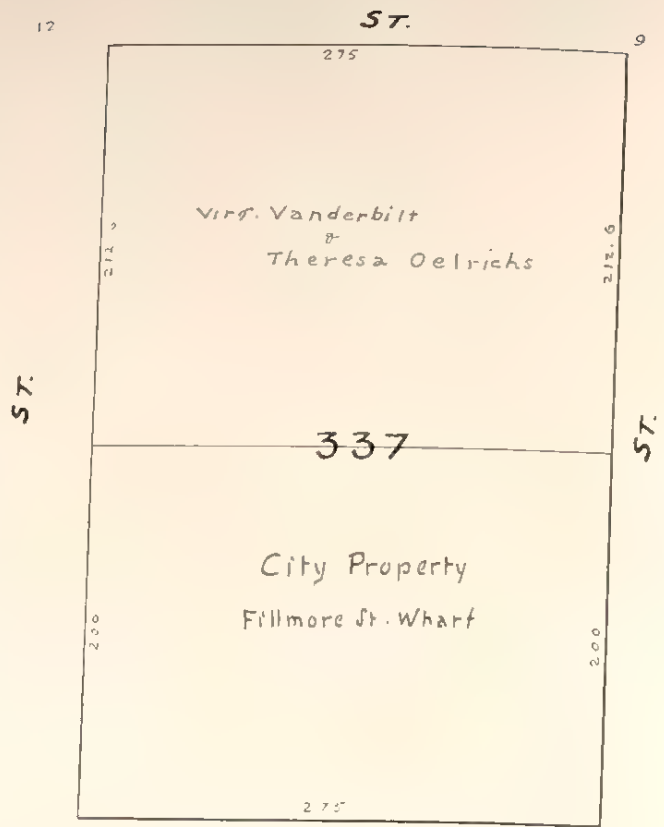 12
ST.
9
275
Virg. Vanderbilt
&
Theresa Oelrichs
212.6
ST.
337
ST.
City Property
Fillmore St. Wharf
200
200
275